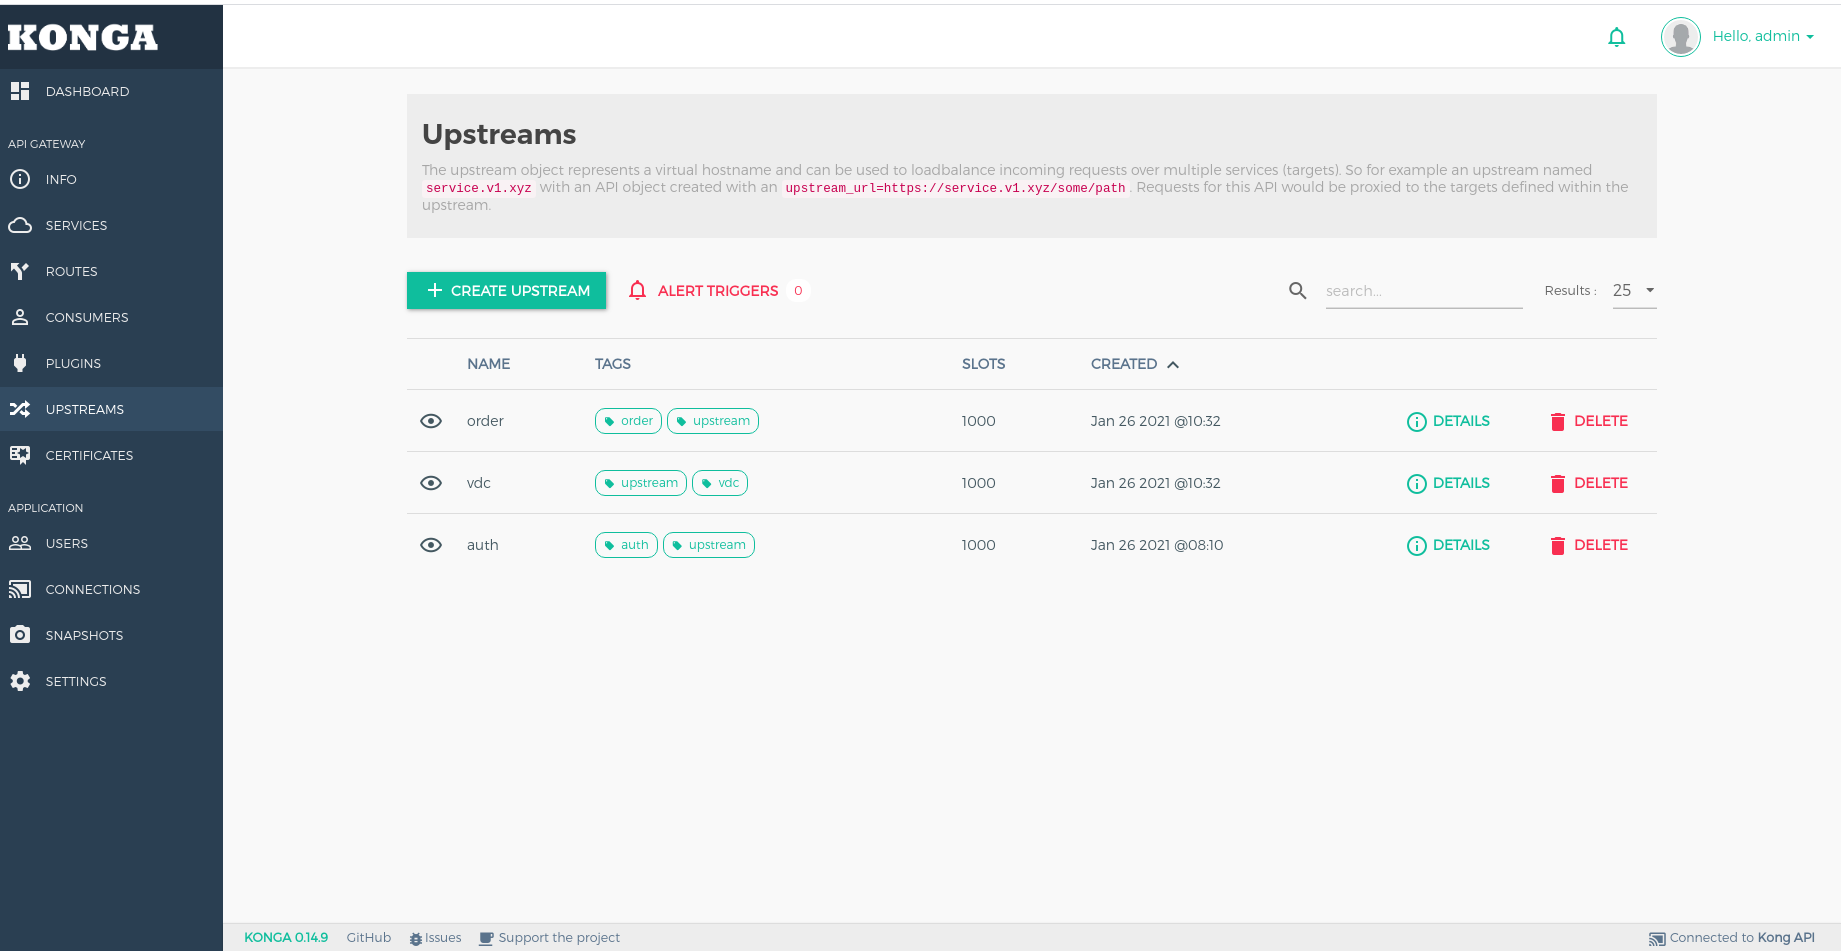 KONGA
Hello, admin
DASHBOARD
API GATEWAY
INFO
SERVICES
ROUTES
CONSUMERS
PLUGINS
UPSTREAMS
CERTIFICATES
APPLICATION
USERS
CONNECTIONS
SNAPSHOTS
SETTINGS
Upstreams
The upstream object represents a virtual hostname and can be used to loadbalance incoming requests over multiple services (targets). So for example an upstream named
service.v1.xyz with an API object created with an upstream_url=https://service.v1.xyz/some/path . Requests for this API would be proxied to the targets defined within the
upstream.
CREATE UPSTREAM ALERT TRIGGERS 0 search... Results : 25
NAME TAGS SLOTS CREATED
order order upstream 1000 Jan 26 2021 @10:32 DETAILS DELETE
vdc upstream vdc 1000 Jan 26 2021 @10:32 DETAILS DELETE
auth auth upstream 1000 Jan 26 2021 @08:10 DETAILS DELETE
KONGA 0.14.9 GitHub Issues Support the project Connected to Kong API